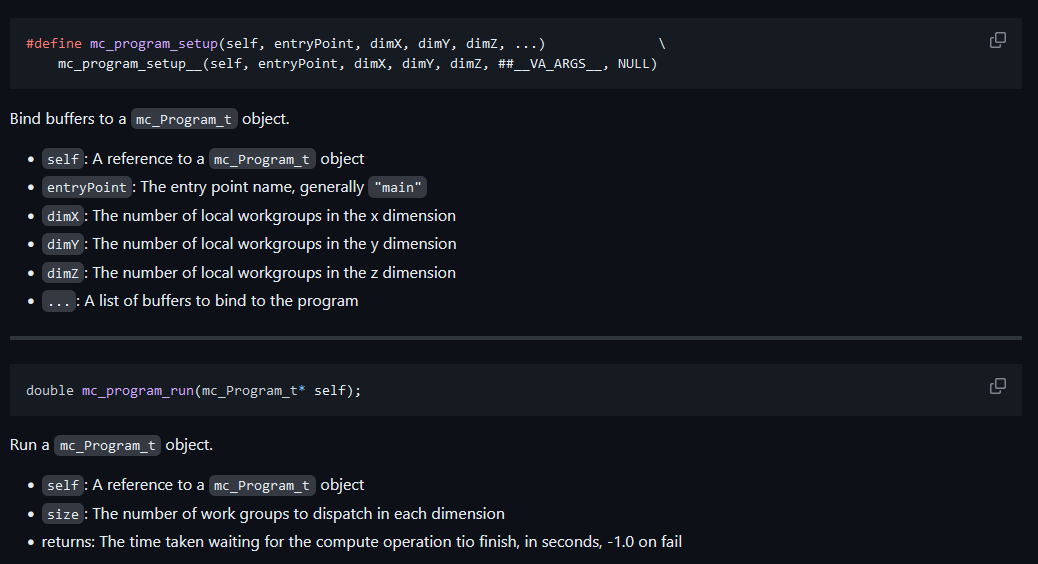 #define mc_program_setup(self, entryPoint, dimX, dimY, dimZ, ...) \
mc_program_setup__(self, entryPoint, dimX, dimY, dimZ, ##__VA_ARGS__, NULL)
Bind buffers to a mc_Program_t object.
• self: A reference to a mc_Program_t object
• entryPoint: The entry point name, generally "main"
• dimX: The number of local workgroups in the x dimension
• dimY: The number of local workgroups in the y dimension
• dimZ: The number of local workgroups in the z dimension
• ...: A list of buffers to bind to the program
double mc_program_run(mc_Program_t* self);
Run a mc_Program_t object.
• self: A reference to a mc_Program_t object
• size: The number of work groups to dispatch in each dimension
• returns: The time taken waiting for the compute operation tio finish, in seconds, -1.0 on fail